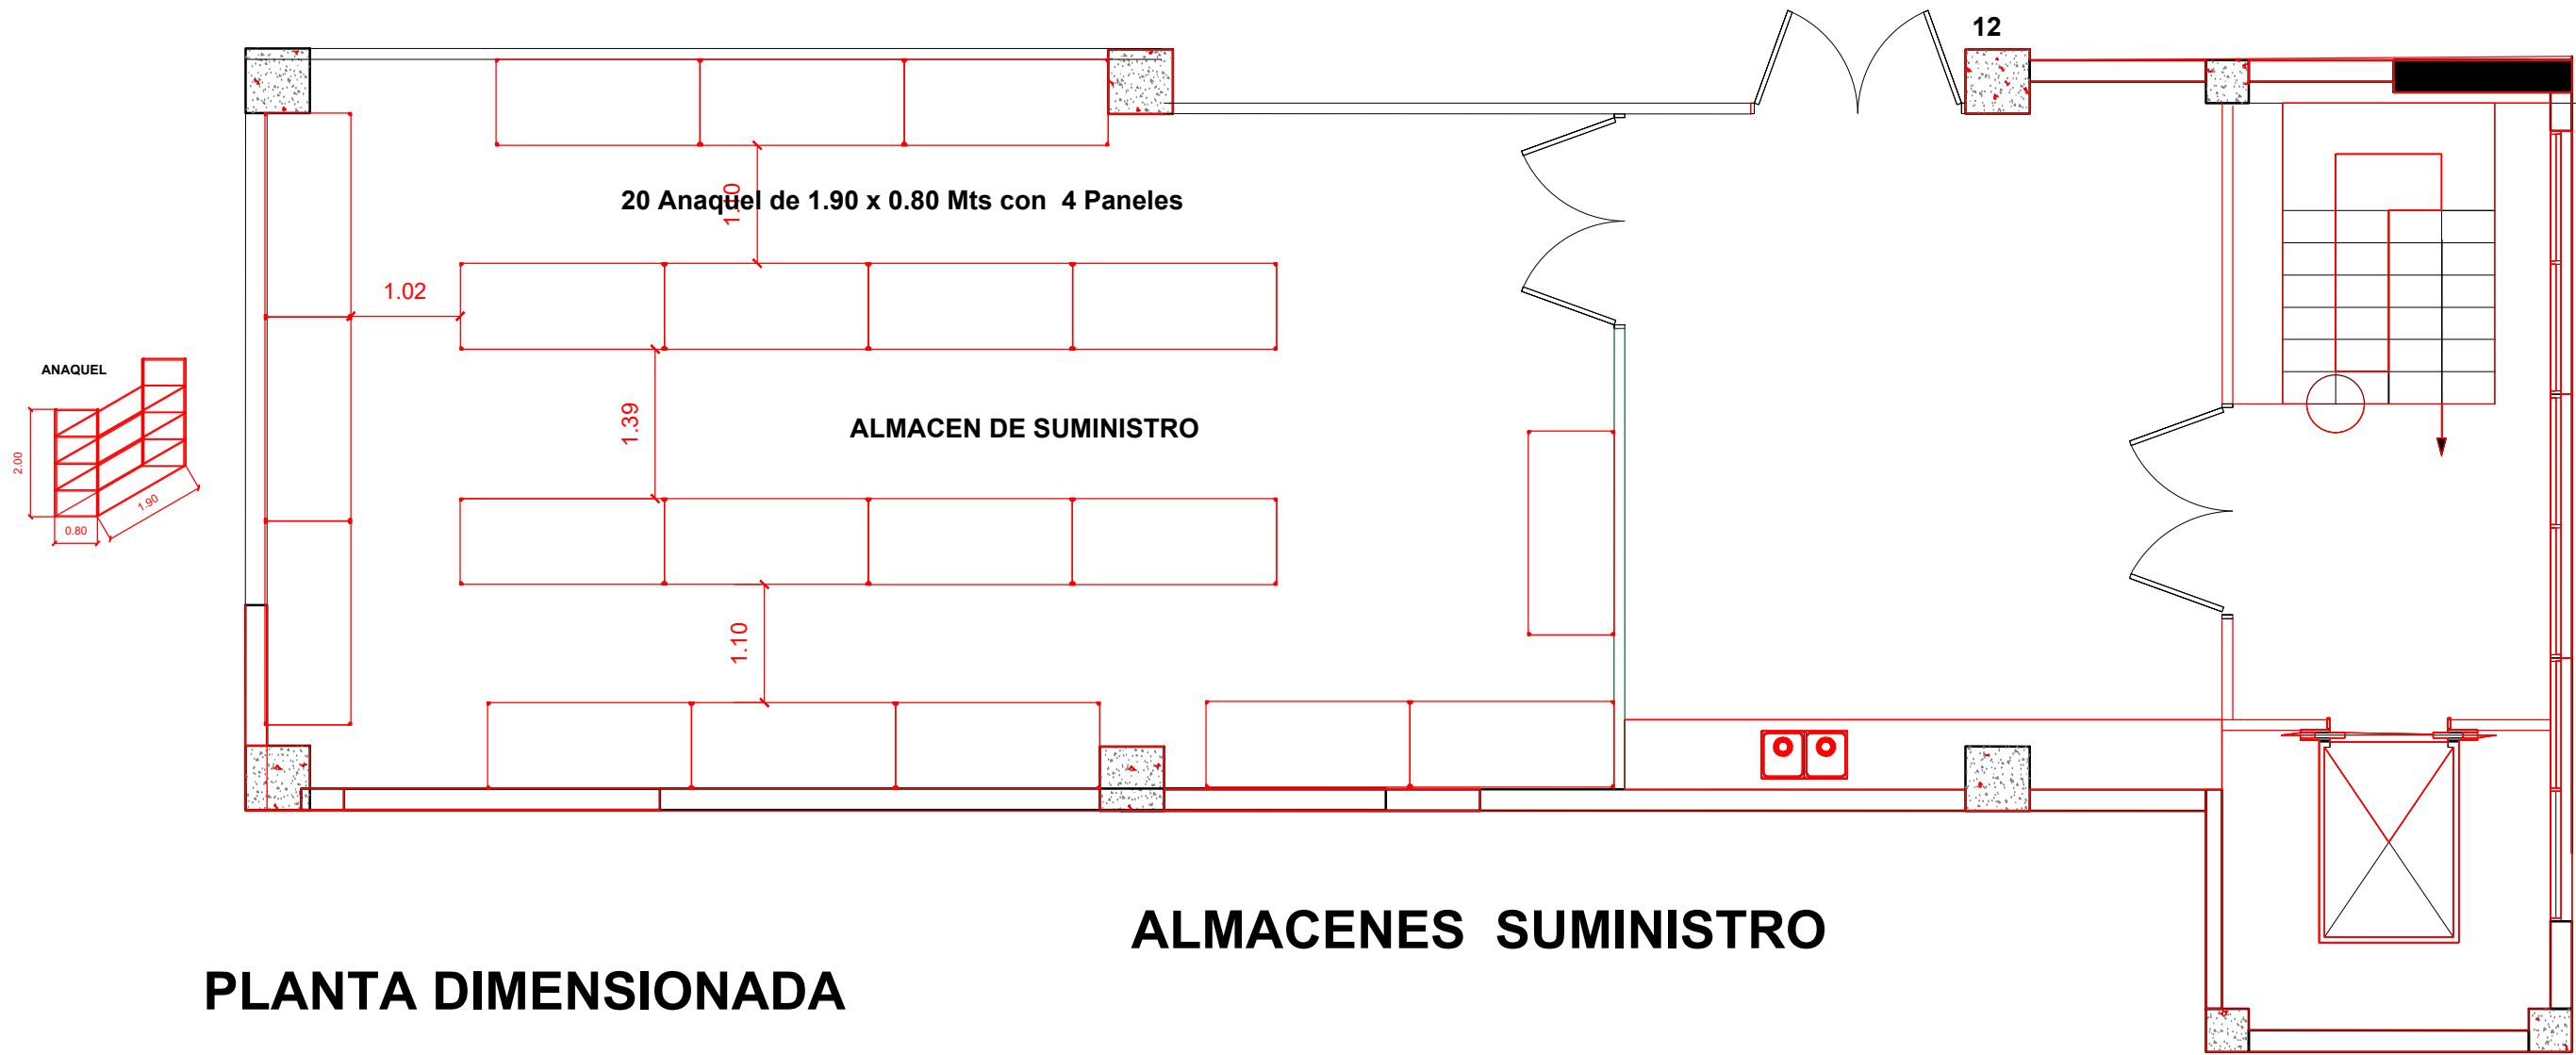 12
20 Anaquel de 1.90 x 0.80 Mts con  4 Paneles
1.10
1.02
ANAQUEL
2.00
0.80
1.90
1.39
ALMACEN DE SUMINISTRO
1.10
ALMACENES  SUMINISTRO
PLANTA DIMENSIONADA